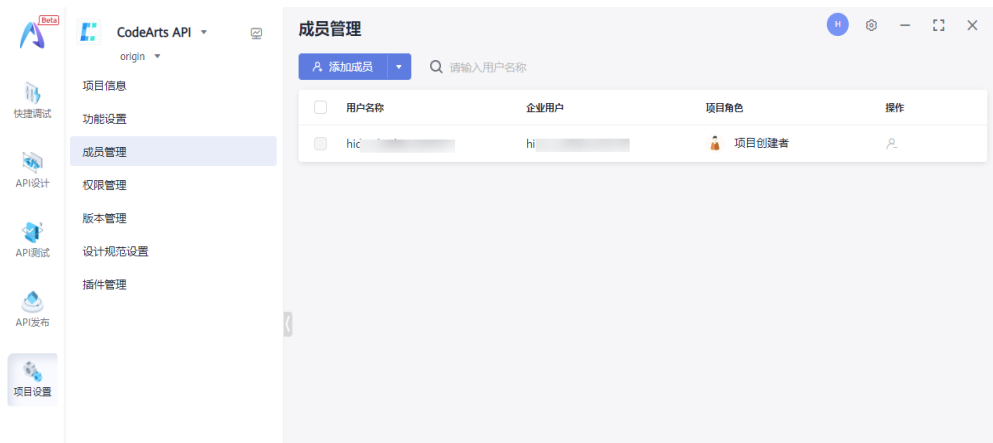 Beta
快捷调试
API设计
API测试
API发布
项目设置
CodeArts API
origin
项目信息
功能设置
成员管理
权限管理
版本管理
设计规范设置
插件管理
成员管理
H
添加成员
请输入用户名称
用户名称 企业用户 项目角色 操作
项目创建者